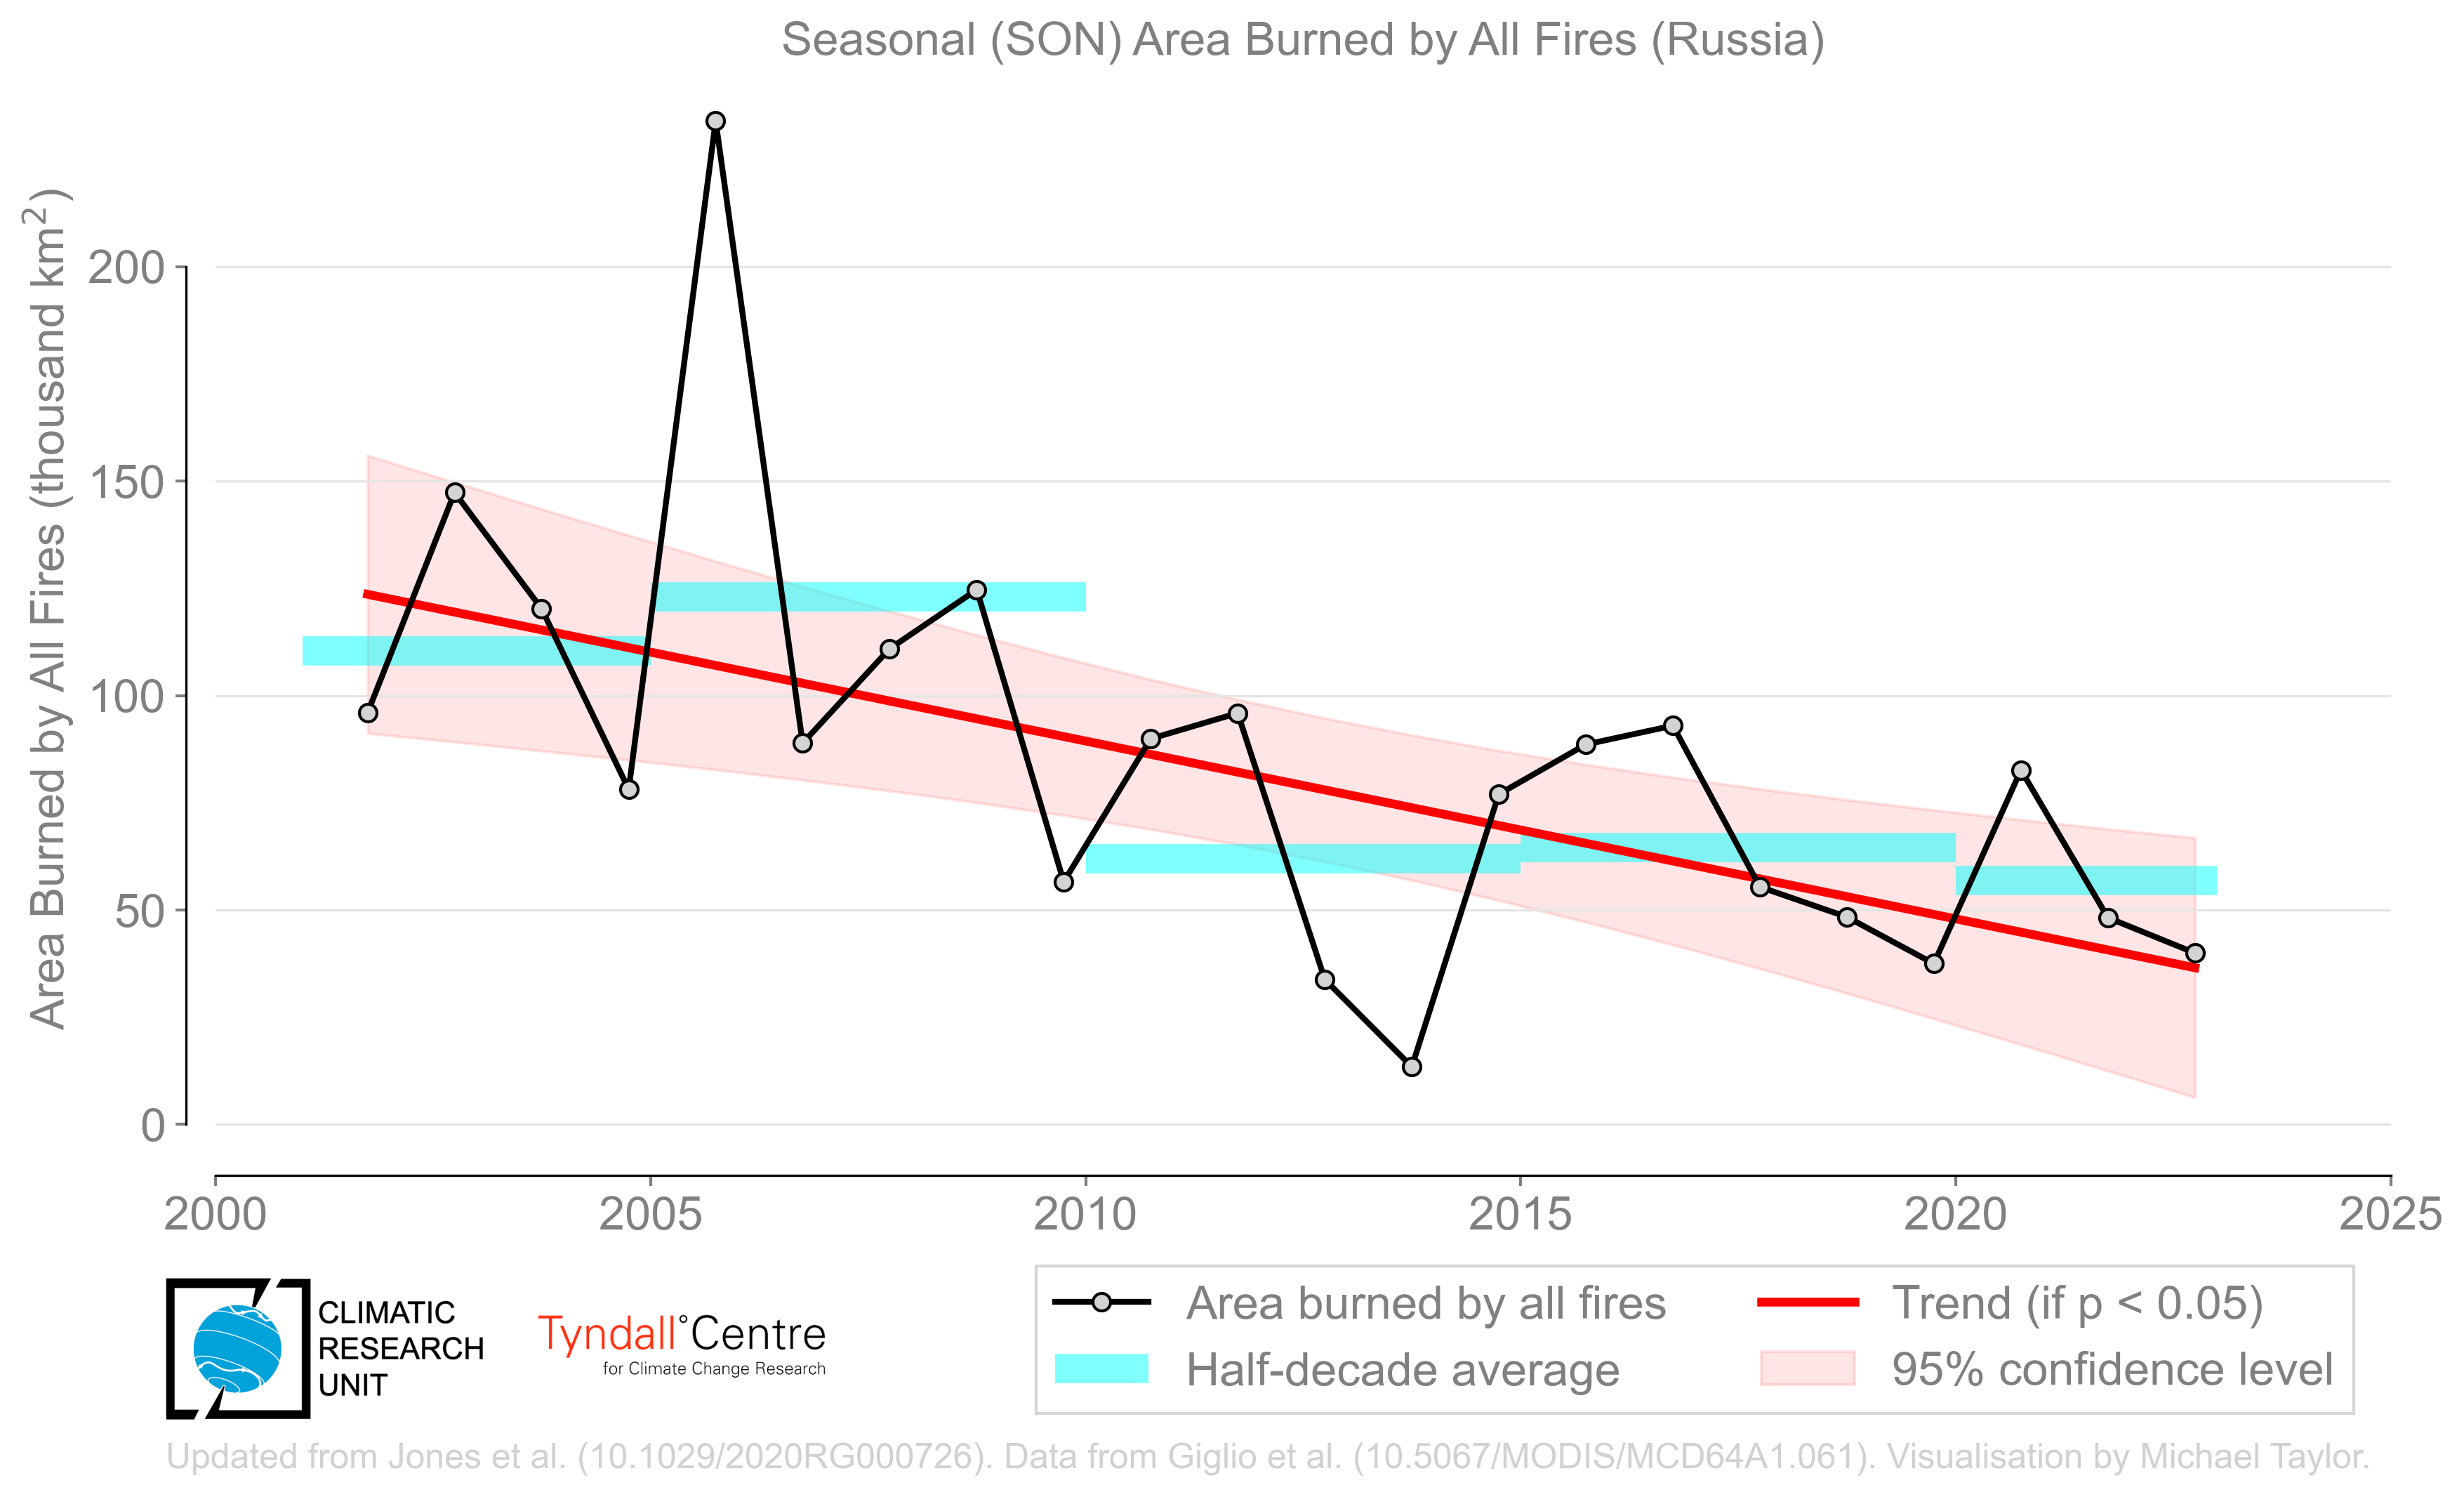 Seasonal (SON) Area Burned by All Fires (Russia)
Area Burned by All Fires (thousand km²)
200
150
100
50
0
2000 2005 2010 2015 2020 2025
CLIMATIC
RESEARCH
UNIT
Tyndall°Centre
for Climate Change Research
Area burned by all fires
Half-decade average
Trend (if p < 0.05)
95% confidence level
Updated from Jones et al. (10.1029/2020RG000726). Data from Giglio et al. (10.5067/MODIS/MCD64A1.061). Visualisation by Michael Taylor.